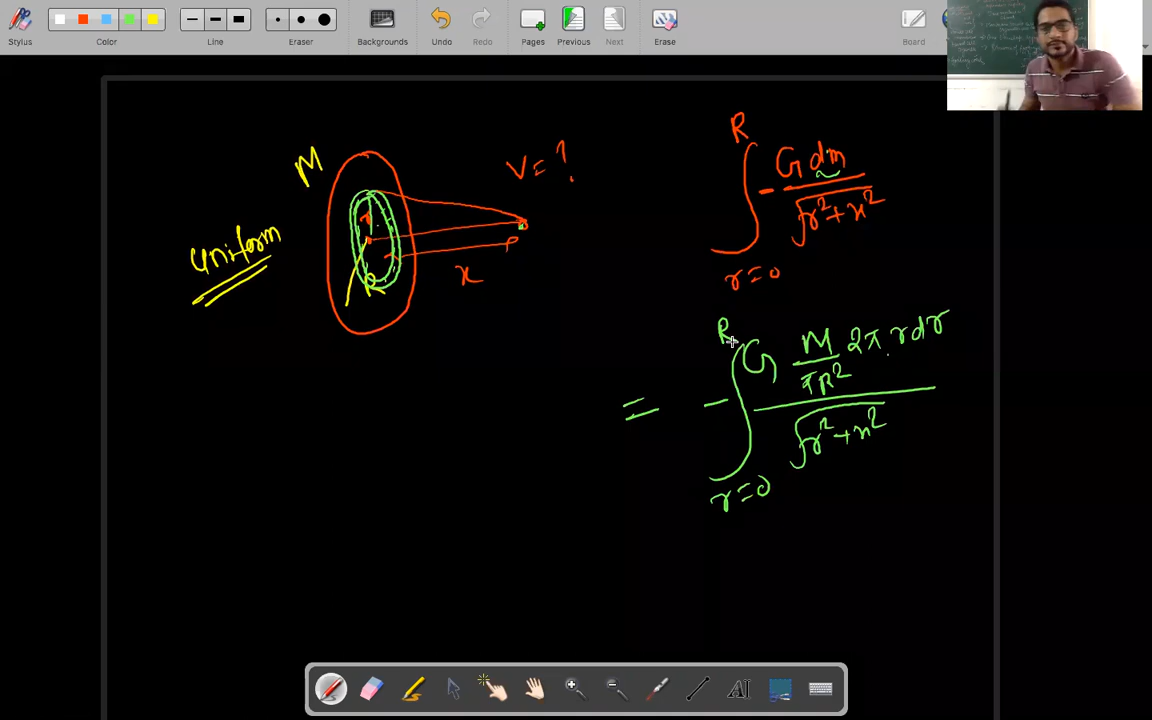 Stylus Color Line Eraser Backgrounds Undo Redo Pages Previous Next Erase Board
M
V = ?
uniform
R
x
P
r
∫_{r=0}^{R} - G dm / √(r² + x²)
= - ∫_{r=0}^{R} G M/(πR²) 2π r dr / √(r² + x²)